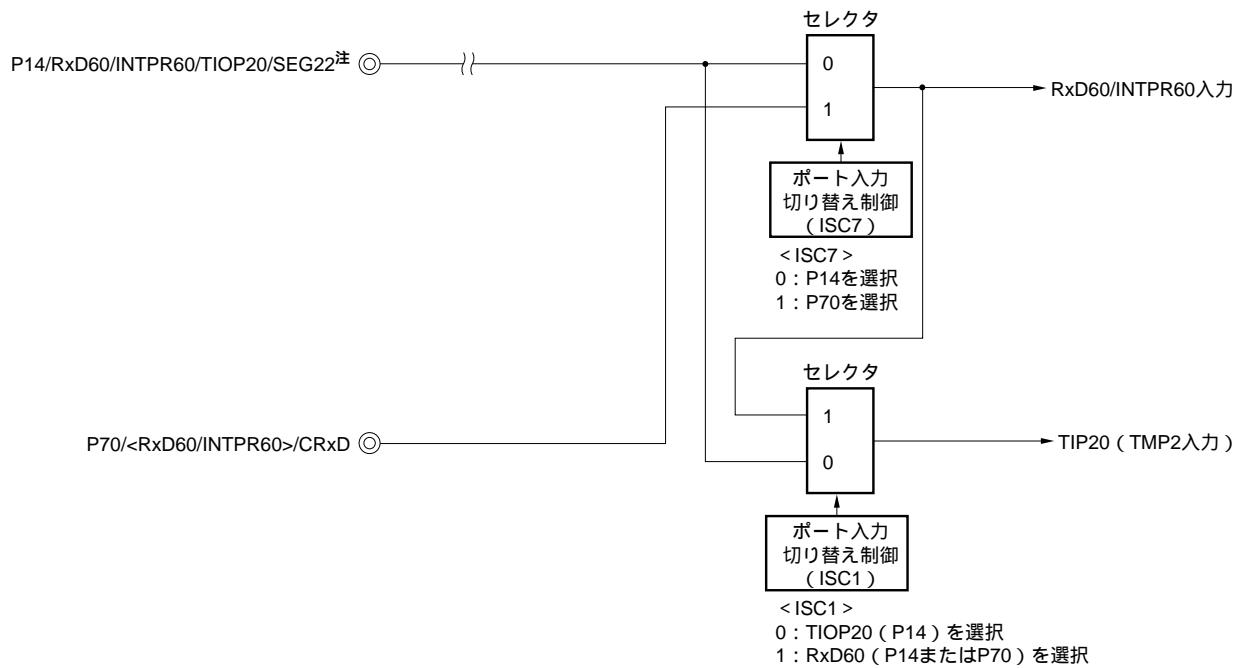 セレクタ
P14/RxD60/INTPR60/TIOP20/SEG22注
0
RxD60/INTPR60入力
1
ポート入力
切り替え制御
（ISC7）
＜ISC7＞
0：P14を選択
1：P70を選択
セレクタ
1
P70/<RxD60/INTPR60>/CRxD
TIP20（TMP2入力）
0
ポート入力
切り替え制御
（ISC1）
＜ISC1＞
0：TIOP20（P14）を選択
1：RxD60（P14またはP70）を選択